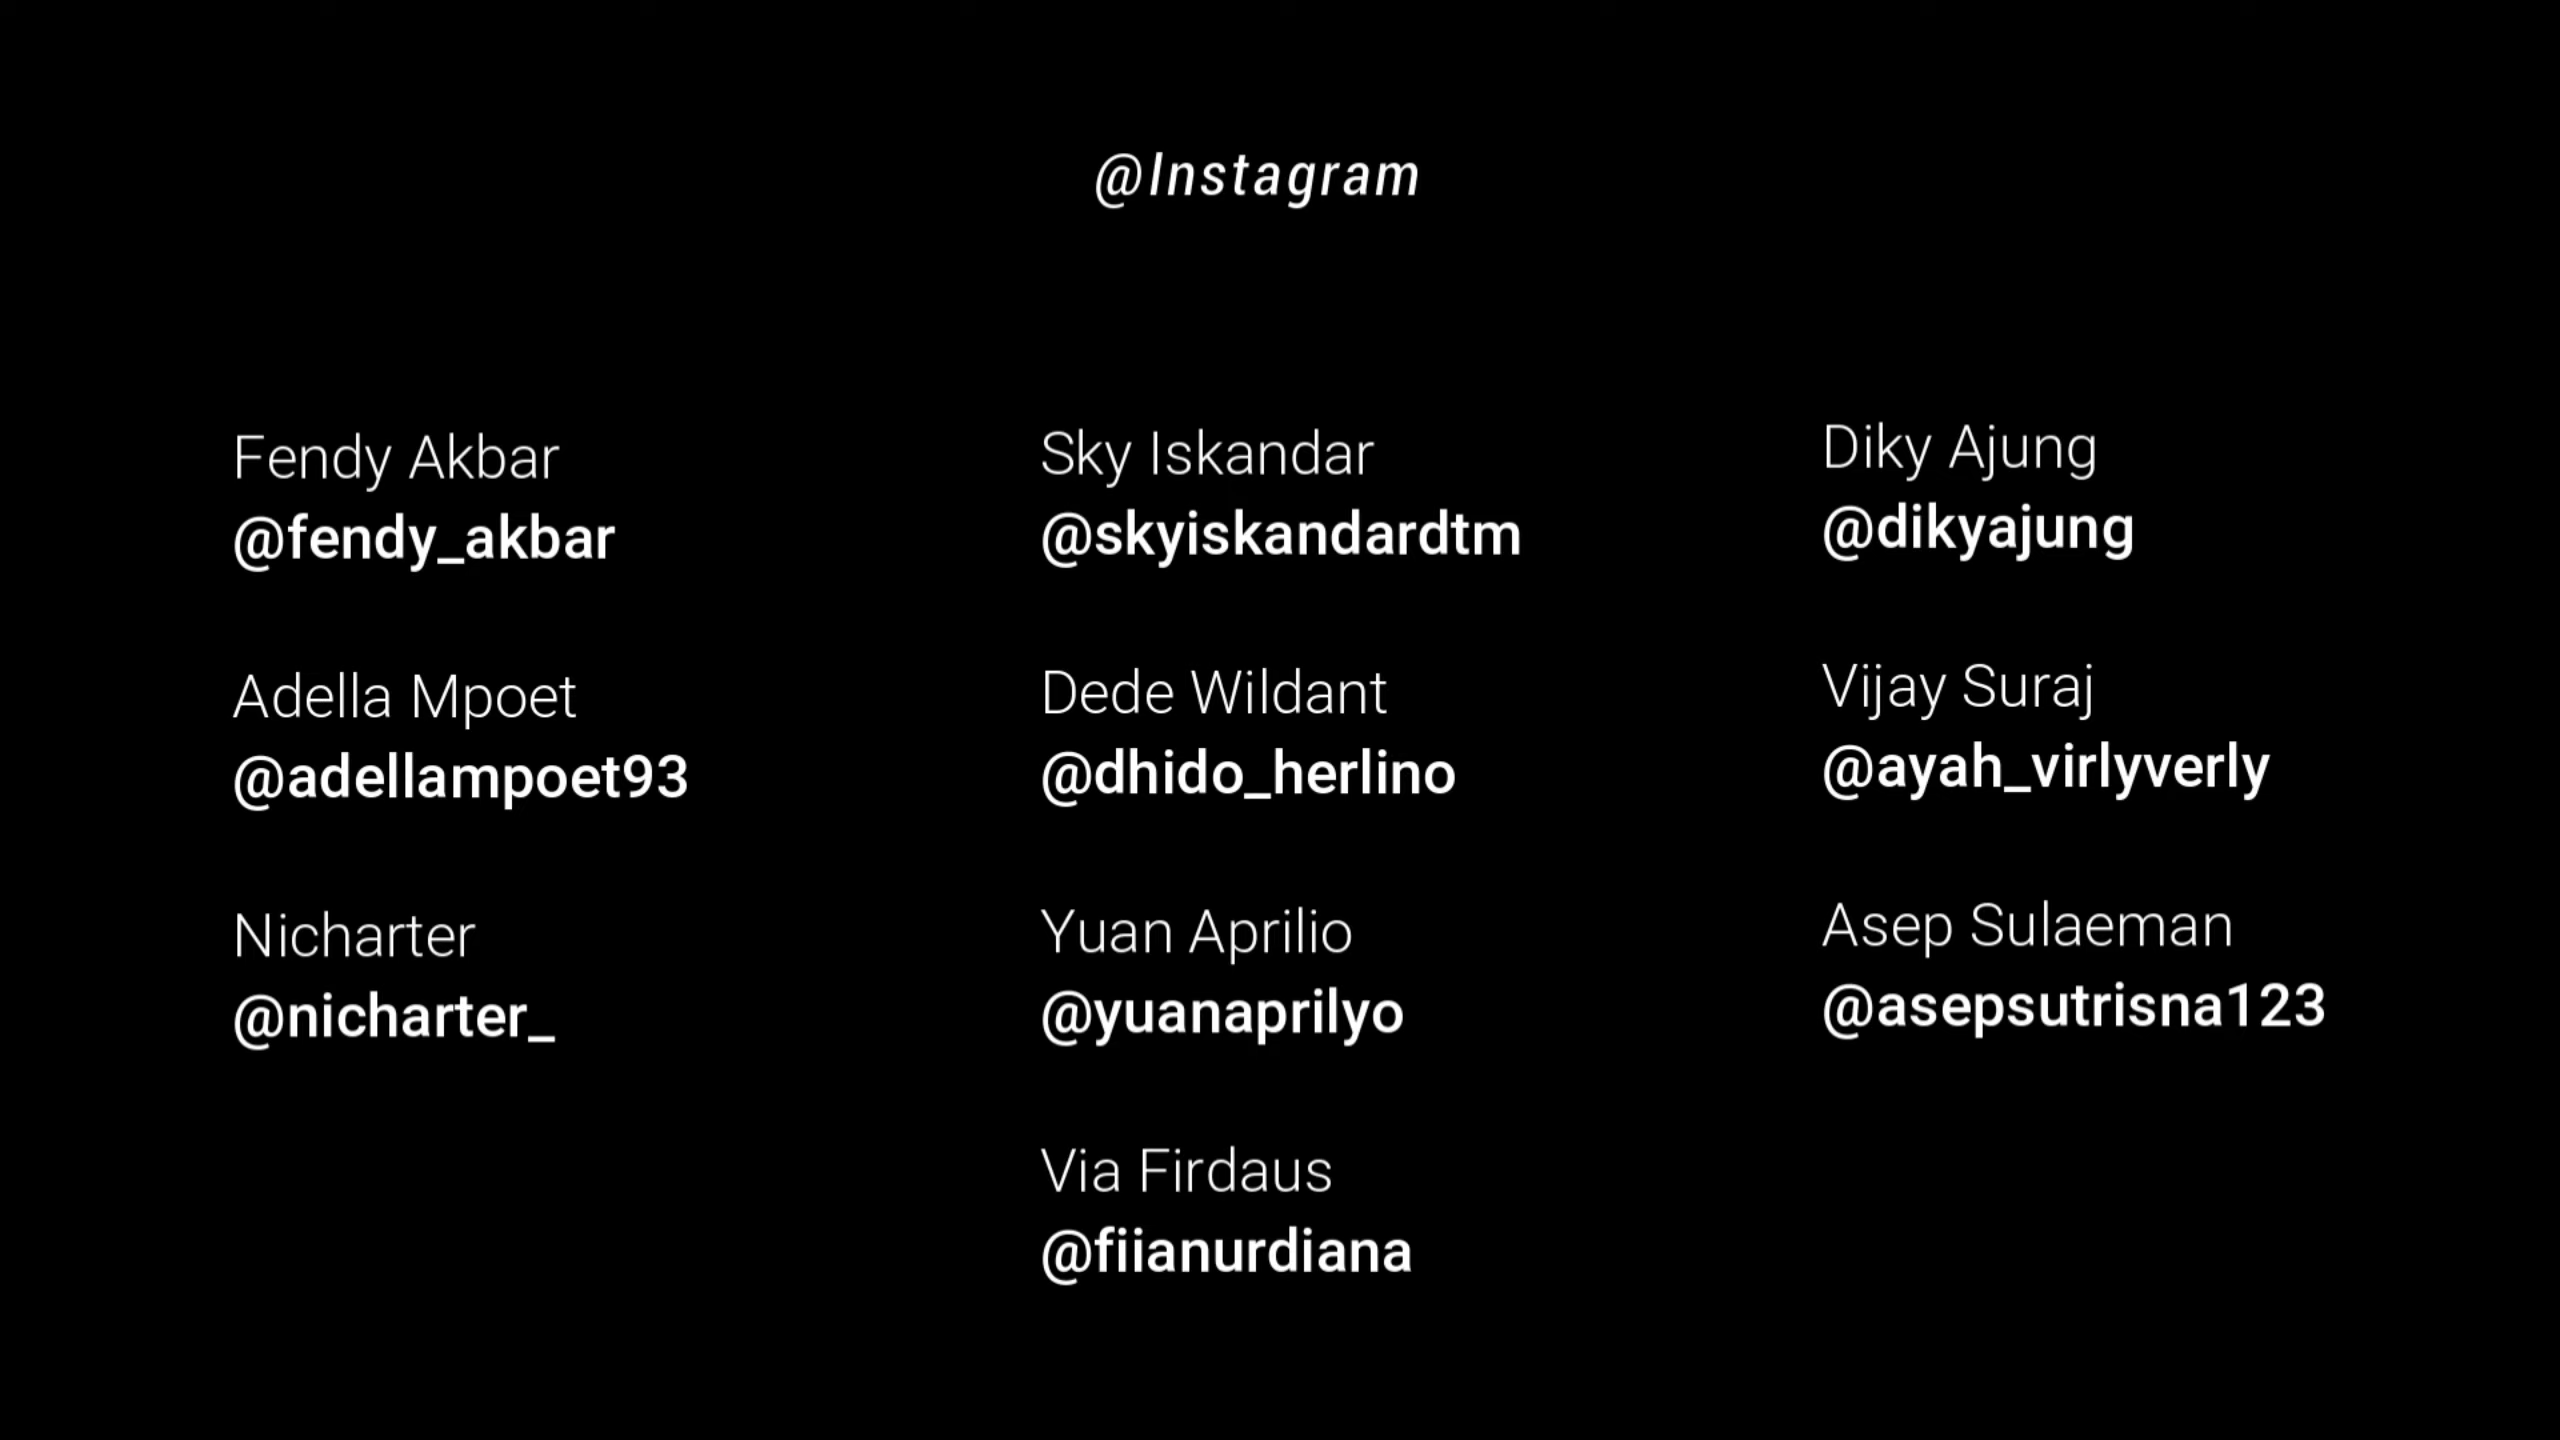 @Instagram
Fendy Akbar
@fendy_akbar
Adella Mpoet
@adellampoet93
Nicharter
@nicharter_
Sky Iskandar
@skyiskandardtm
Dede Wildant
@dhido_herlino
Yuan Aprilio
@yuanaprilyo
Via Firdaus
@fiianurdiana
Diky Ajung
@dikyajung
Vijay Suraj
@ayah_virlyverly
Asep Sulaeman
@asepsutrisna123